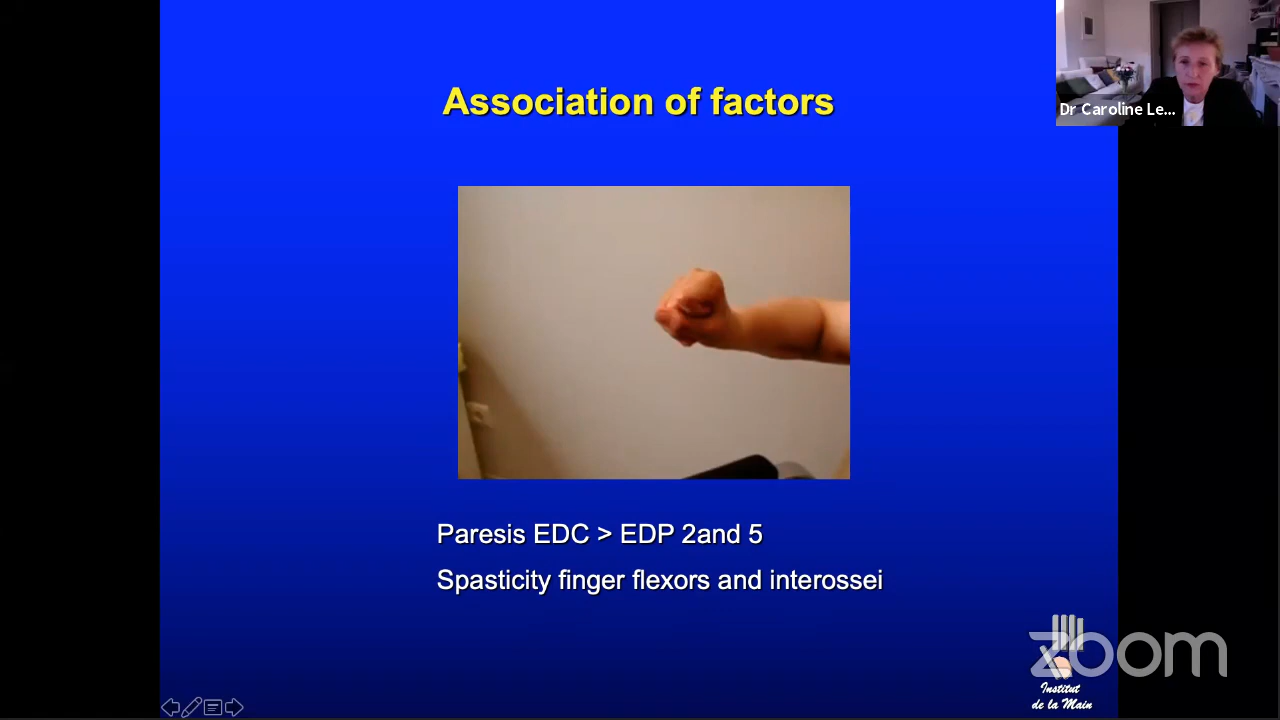 Association of factors
Dr Caroline Le...
Paresis EDC > EDP 2and 5
Spasticity finger flexors and interossei
zoom
Institut
de la Main